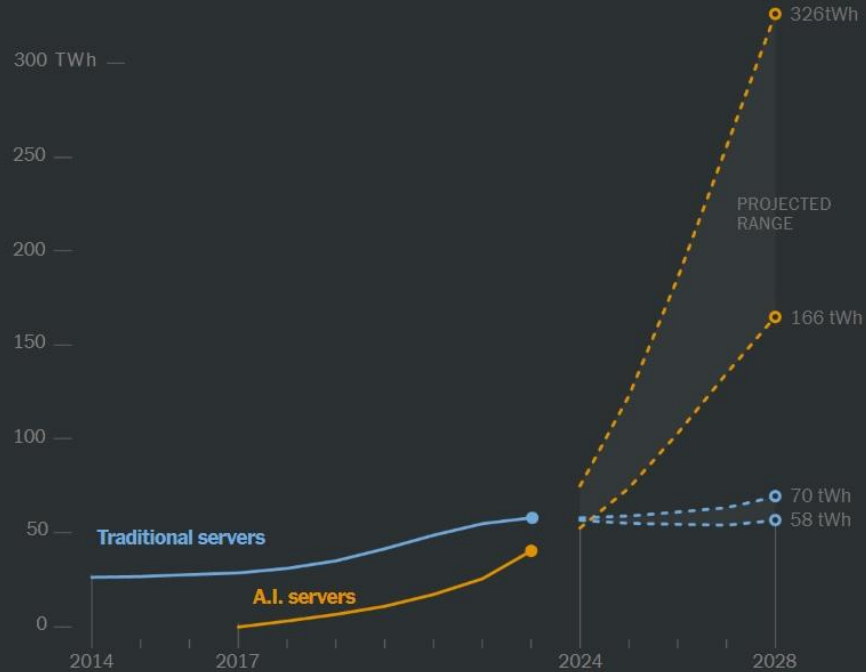 326tWh
300 TWh
250
PROJECTED
RANGE
200
166 tWh
150
100
70 tWh
58 tWh
50
Traditional servers
A.I. servers
0
2014
2017
2024
2028